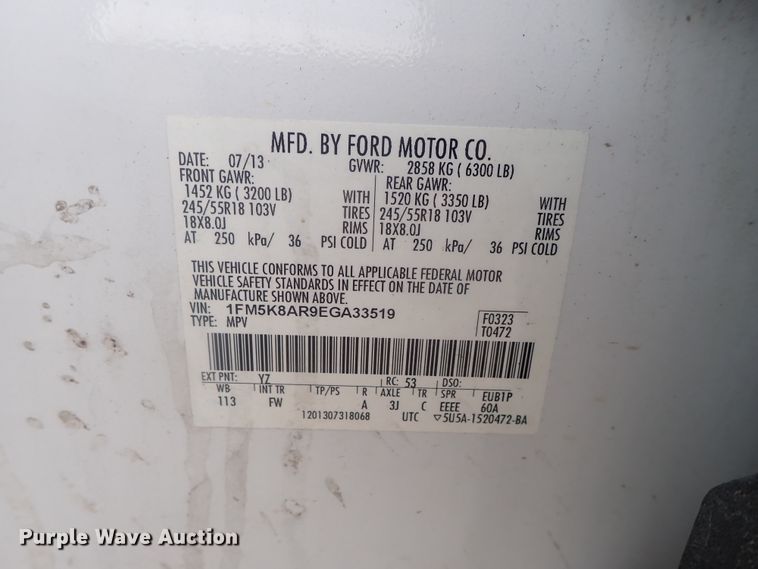 MFD. BY FORD MOTOR CO.
DATE: 07/13 GVWR: 2858 KG ( 6300 LB)
FRONT GAWR: REAR GAWR:
1452 KG ( 3200 LB) WITH 1520 KG ( 3350 LB) WITH
245/55R18 103V TIRES 245/55R18 103V TIRES
18X8.0J RIMS 18X8.0J RIMS
AT 250 kPa/ 36 PSI COLD AT 250 kPa/ 36 PSI COLD
THIS VEHICLE CONFORMS TO ALL APPLICABLE FEDERAL MOTOR
VEHICLE SAFETY STANDARDS IN EFFECT ON THE DATE OF
MANUFACTURE SHOWN ABOVE.
VIN: 1FM5K8AR9EGA33519 F0323
TYPE: MPV T0472
EXT PNT: YZ RC: 53 DSO:
WB INT TR TP/PS R AXLE TR SPR EUB1P
113 FW A 3J C EEEE 60A
1201307318068 UTC ▽5U5A-1520472-BA
Purple Wave Auction